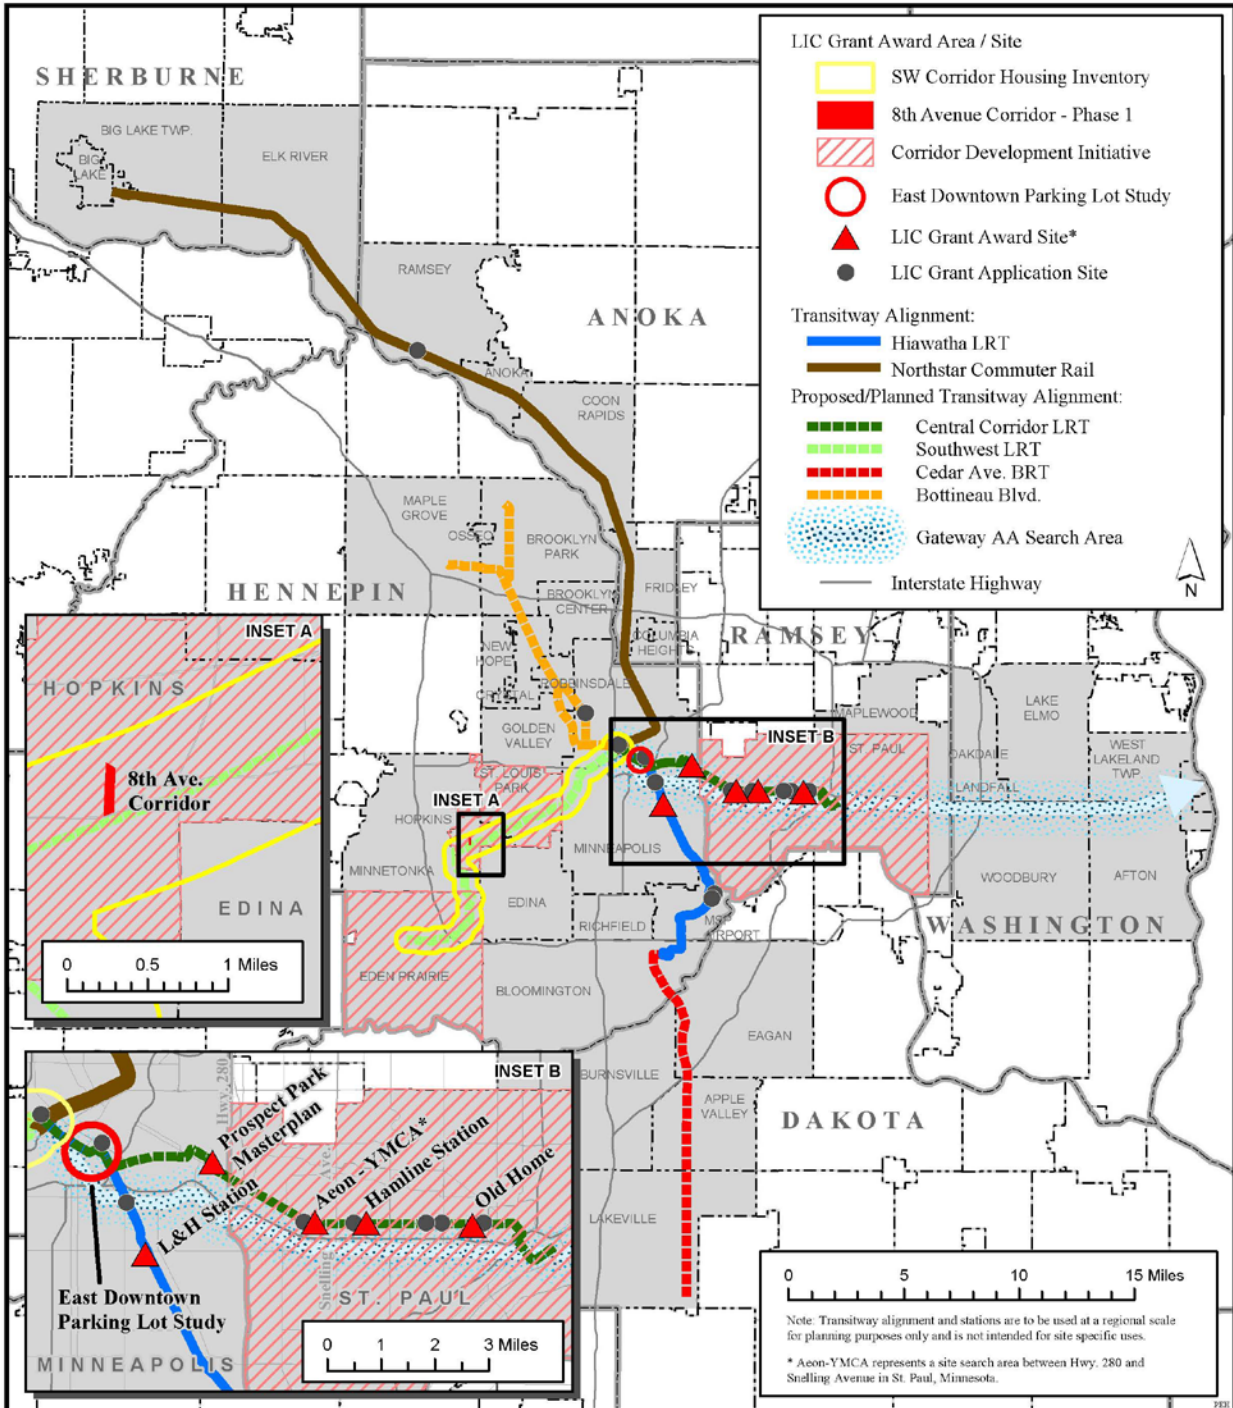 SHERBURNE
BIG LAKE TWP.
BIG
LAKE
ELK RIVER
RAMSEY
ANOKA
ANOKA
COON
RAPIDS
MAPLE
GROVE
OSSEO
BROOKLYN
PARK
HENNEPIN
BROOKLYN
CENTER
FRIDLEY
COLUMBIA
HEIGHTS
RAMSEY
NEW
HOPE
CRYSTAL
ROBBINSDALE
GOLDEN
VALLEY
MAPLEWOOD
LAKE
ELMO
INSET B
ST. PAUL
OAKDALE
WEST
LAKELAND
TWP.
LANDFALL
ST. LOUIS
PARK
INSET A
HOPKINS
MINNEAPOLIS
MINNETONKA
EDINA
RICHFIELD
MSP
AIRPORT
WOODBURY
AFTON
WASHINGTON
EDEN PRAIRIE
BLOOMINGTON
EAGAN
BURNSVILLE
APPLE
VALLEY
DAKOTA
LAKEVILLE
LIC Grant Award Area / Site
SW Corridor Housing Inventory
8th Avenue Corridor - Phase 1
Corridor Development Initiative
East Downtown Parking Lot Study
LIC Grant Award Site*
LIC Grant Application Site
Transitway Alignment:
Hiawatha LRT
Northstar Commuter Rail
Proposed/Planned Transitway Alignment:
Central Corridor LRT
Southwest LRT
Cedar Ave. BRT
Bottineau Blvd.
Gateway AA Search Area
Interstate Highway
N
INSET A
HOPKINS
8th Ave.
Corridor
EDINA
0 0.5 1 Miles
INSET B
Hwy. 280
Prospect Park
Masterplan
L&H Station
Snelling Ave.
Aeon - YMCA*
Hamline Station
Old Home
East Downtown
Parking Lot Study
ST. PAUL
MINNEAPOLIS
0 1 2 3 Miles
0 5 10 15 Miles
Note: Transitway alignment and stations are to be used at a regional scale
for planning purposes only and is not intended for site specific uses.
* Aeon-YMCA represents a site search area between Hwy. 280 and
Snelling Avenue in St. Paul, Minnesota.